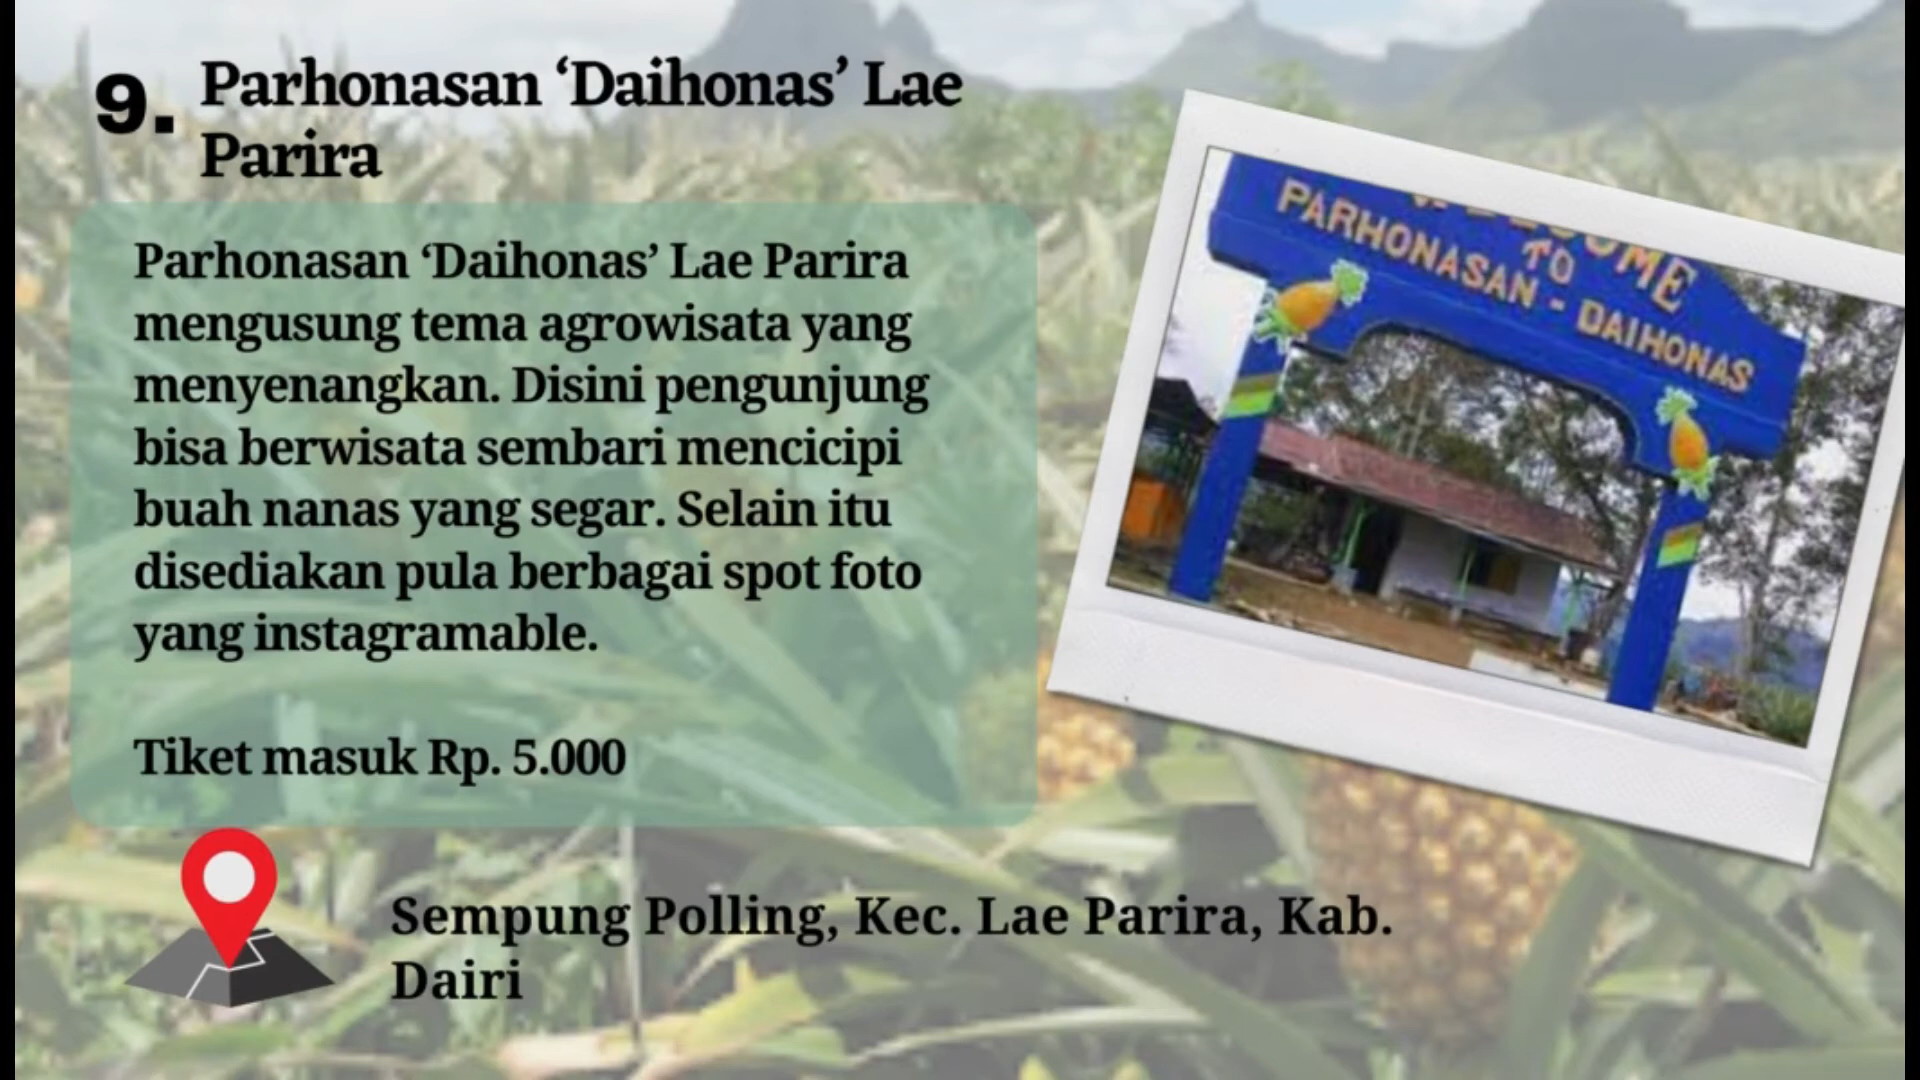 9. Parhonasan ‘Daihonas’ Lae
Parira
Parhonasan ‘Daihonas’ Lae Parira
mengusung tema agrowisata yang
menyenangkan. Disini pengunjung
bisa berwisata sembari mencicipi
buah nanas yang segar. Selain itu
disediakan pula berbagai spot foto
yang instagramable.
Tiket masuk Rp. 5.000
WELCOME
TO
PARHONASAN - DAIHONAS
Sempung Polling, Kec. Lae Parira, Kab.
Dairi